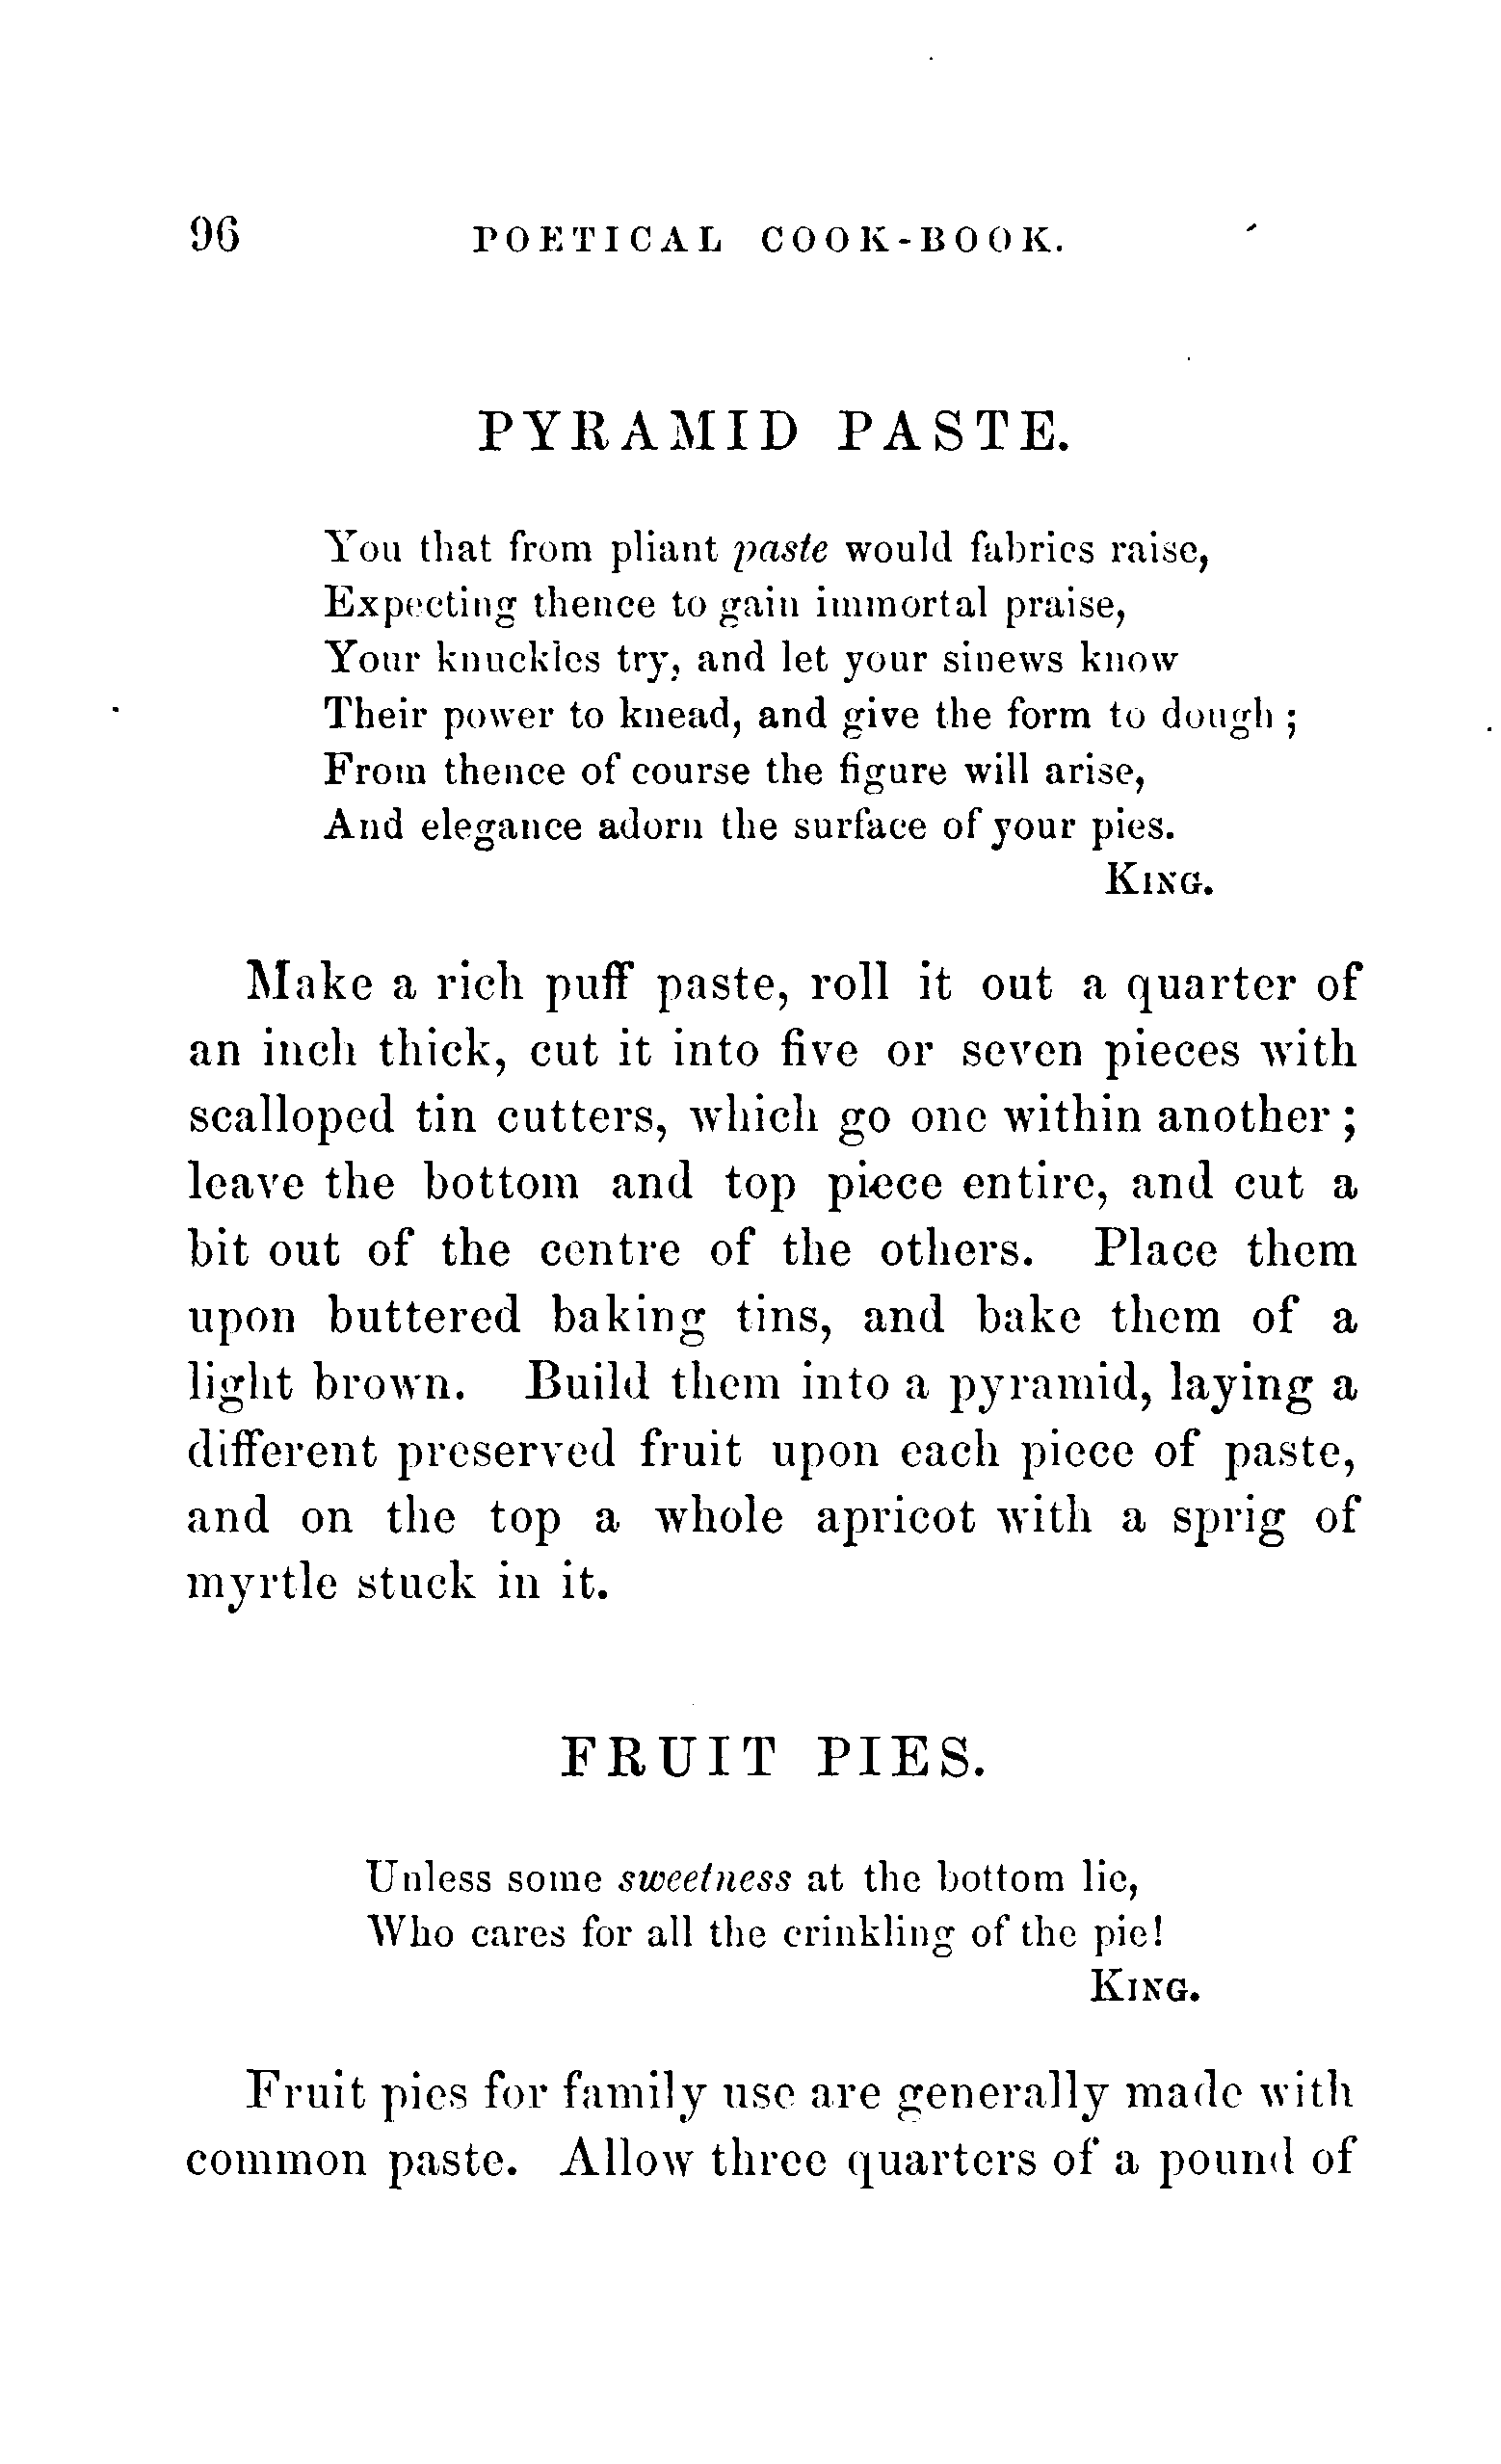 96 POETICAL COOK-BOOK.
PYRAMID PASTE.
You that from pliant paste would fabrics raise,
Expecting thence to gain immortal praise,
Your knuckles try, and let your sinews know
Their power to knead, and give the form to dough;
From thence of course the figure will arise,
And elegance adorn the surface of your pies.
KING.
Make a rich puff paste, roll it out a quarter of
an inch thick, cut it into five or seven pieces with
scalloped tin cutters, which go one within another;
leave the bottom and top piece entire, and cut a
bit out of the centre of the others. Place them
upon buttered baking tins, and bake them of a
light brown. Build them into a pyramid, laying a
different preserved fruit upon each piece of paste,
and on the top a whole apricot with a sprig of
myrtle stuck in it.
FRUIT PIES.
Unless some sweetness at the bottom lie,
Who cares for all the crinkling of the pie!
KING.
Fruit pies for family use are generally made with
common paste. Allow three quarters of a pound of